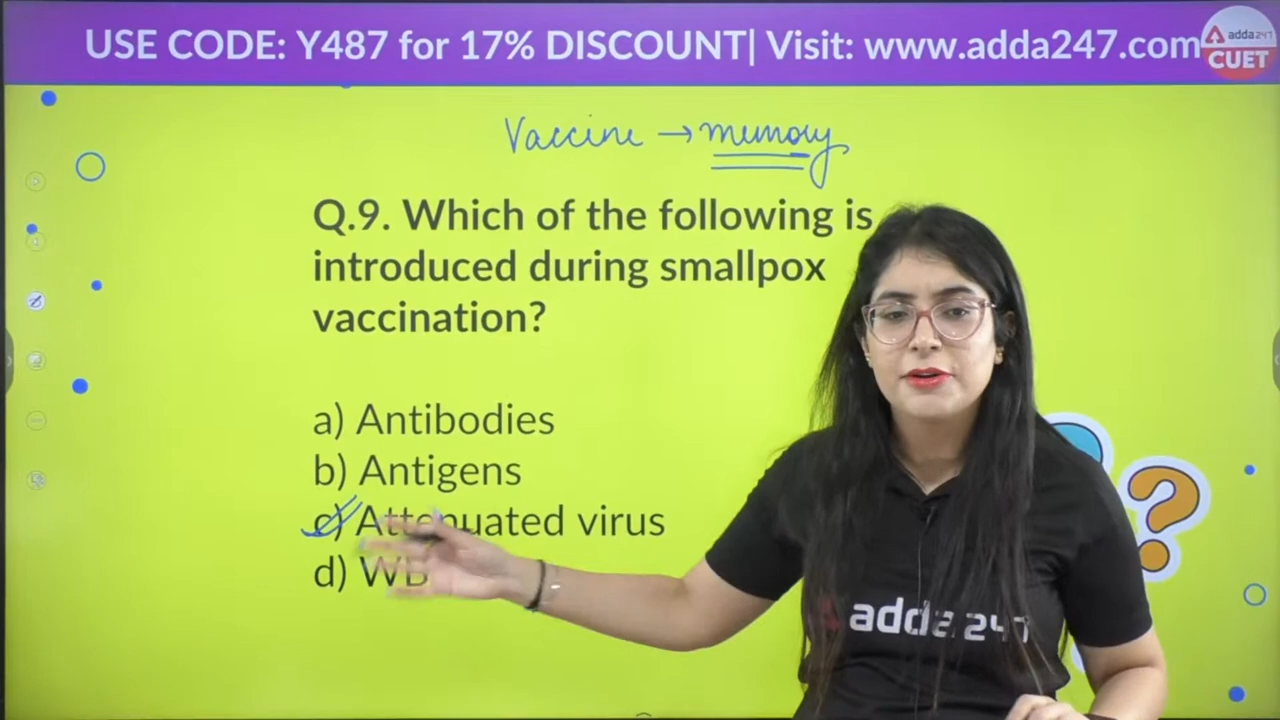 USE CODE: Y487 for 17% DISCOUNT| Visit: www.adda247.com
adda247
CUET
Vaccine → memory
Q.9. Which of the following is
introduced during smallpox
vaccination?
a) Antibodies
b) Antigens
c) Attenuated virus
d)
adda247
?